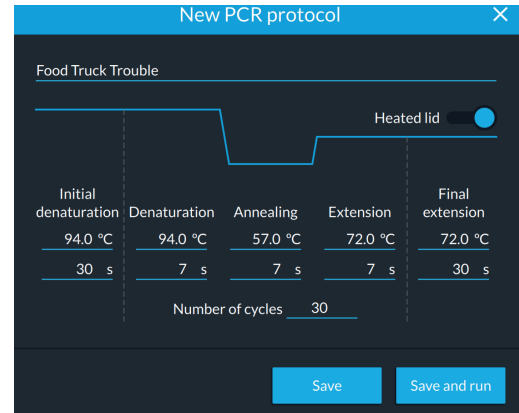 New PCR protocol ×
Food Truck Trouble
Heated lid
Initial denaturation Denaturation Annealing Extension Final extension
94.0 °C 94.0 °C 57.0 °C 72.0 °C 72.0 °C
30 s 7 s 7 s 7 s 30 s
Number of cycles 30
Save Save and run